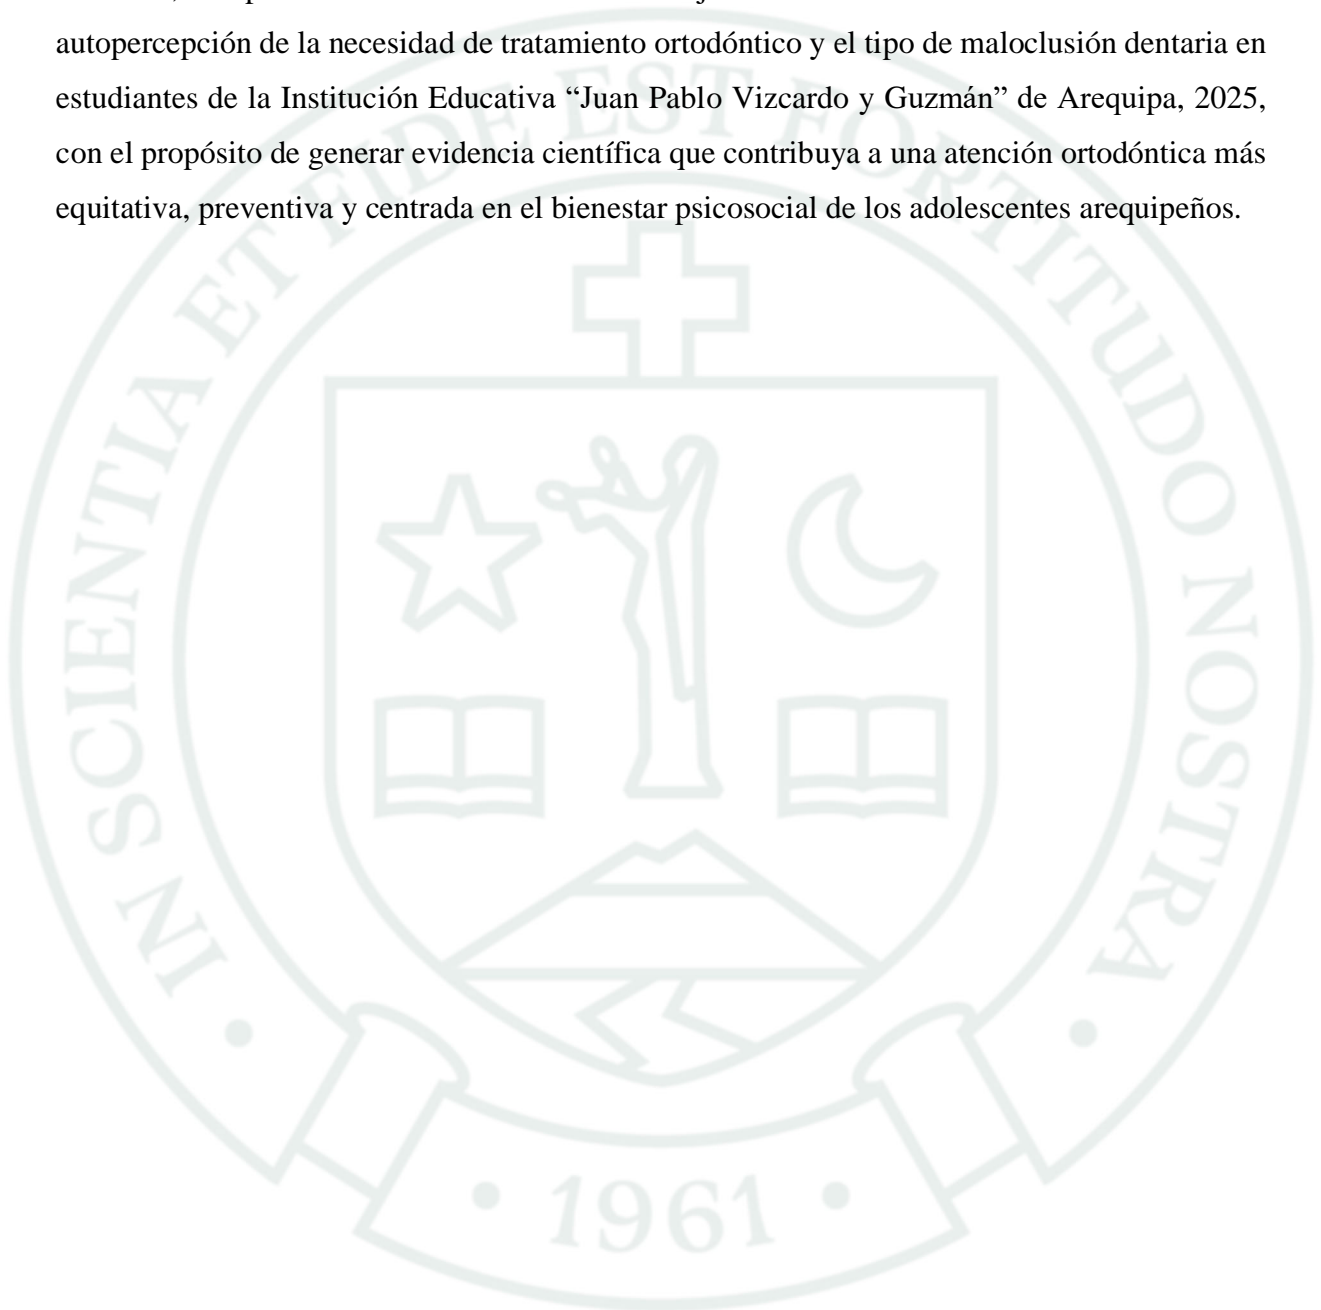 autopercepción de la necesidad de tratamiento ortodóntico y el tipo de maloclusión dentaria en
estudiantes de la Institución Educativa “Juan Pablo Vizcardo y Guzmán” de Arequipa, 2025,
con el propósito de generar evidencia científica que contribuya a una atención ortodóntica más
equitativa, preventiva y centrada en el bienestar psicosocial de los adolescentes arequipeños.
IN SCIENTIA ET FIDE EST FORTITUDO NOSTRA
• 1961 •